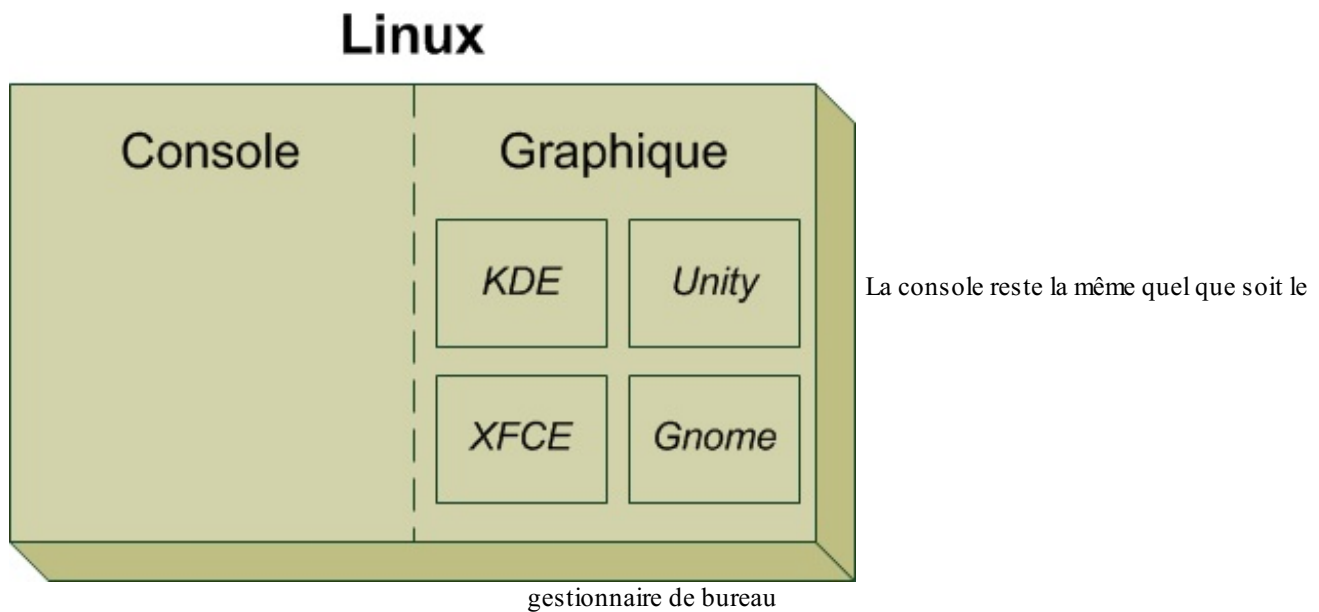 Linux
Console
Graphique
KDE
Unity
XFCE
Gnome
La console reste la même quel que soit le
gestionnaire de bureau